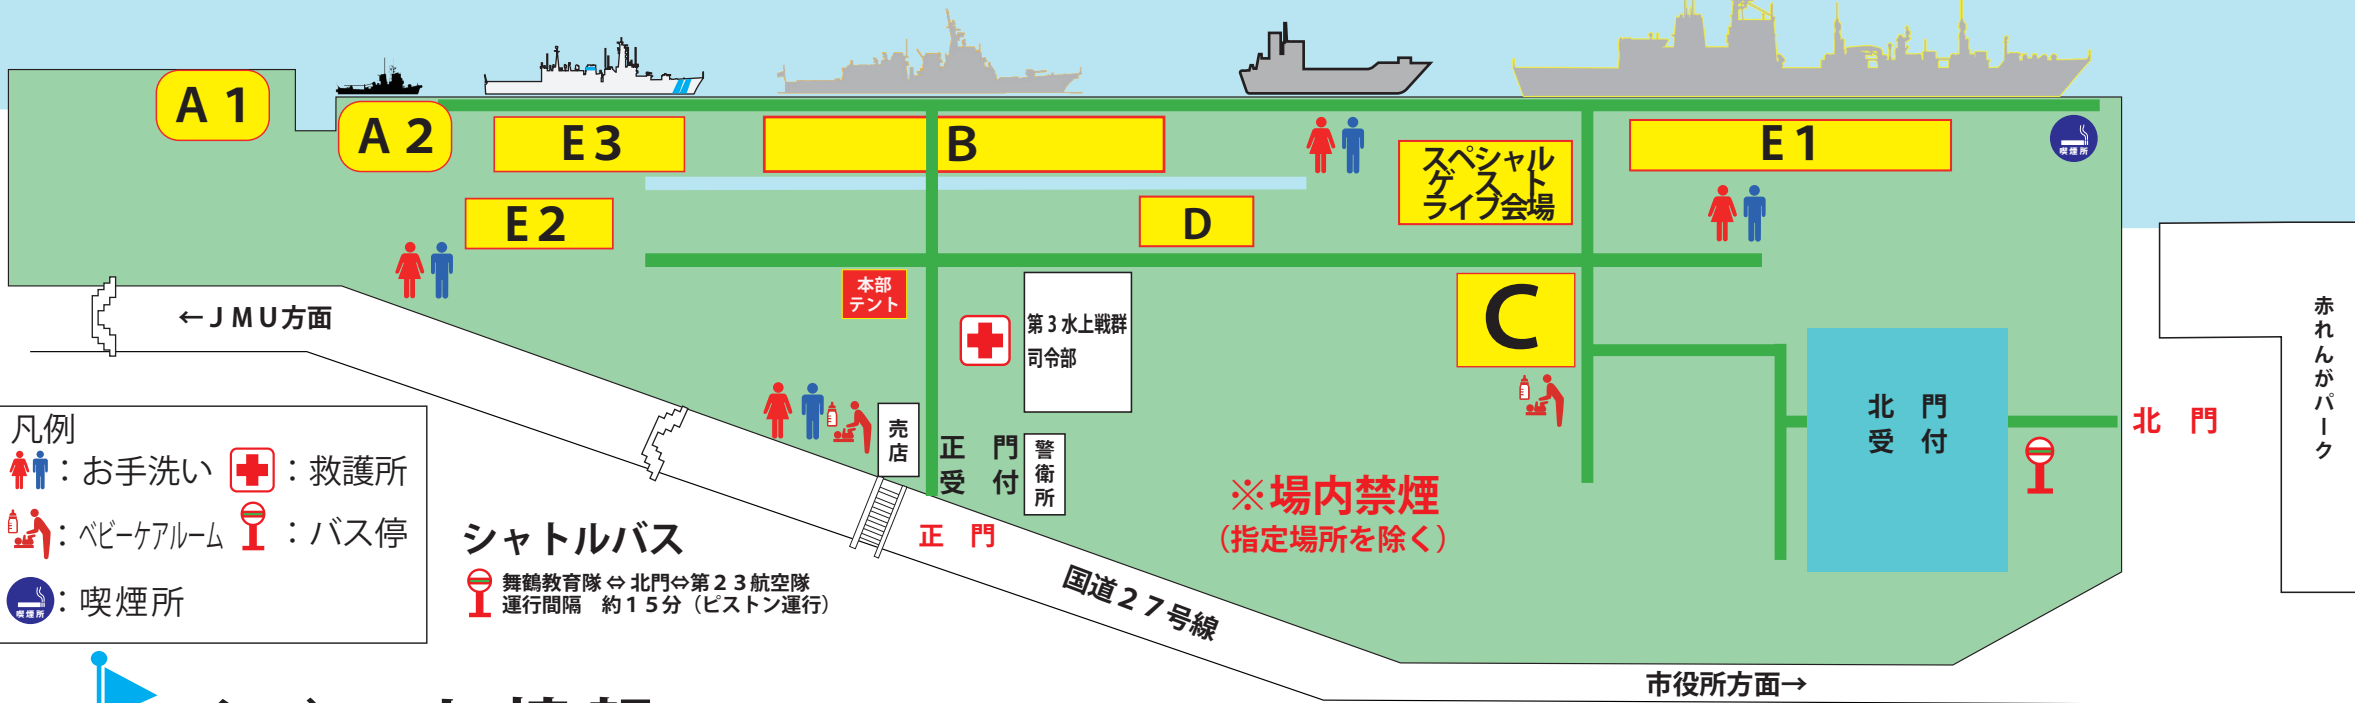 A1
A2
E3
B
スペシャル
ゲスト
ライブ会場
E1
喫煙所
E2
D
本部
テント
第3水上戦群
司令部
C
←JMU方面
赤れんがパーク
凡例
：お手洗い
：救護所
：ベビーケアルーム
：バス停
喫煙所
：喫煙所
売店
正門
受付
警衛所
北門
受付
北門
正門
※場内禁煙
（指定場所を除く）
シャトルバス
舞鶴教育隊⇔北門⇔第23航空隊
運行間隔　約15分（ピストン運行）
国道27号線
市役所方面→